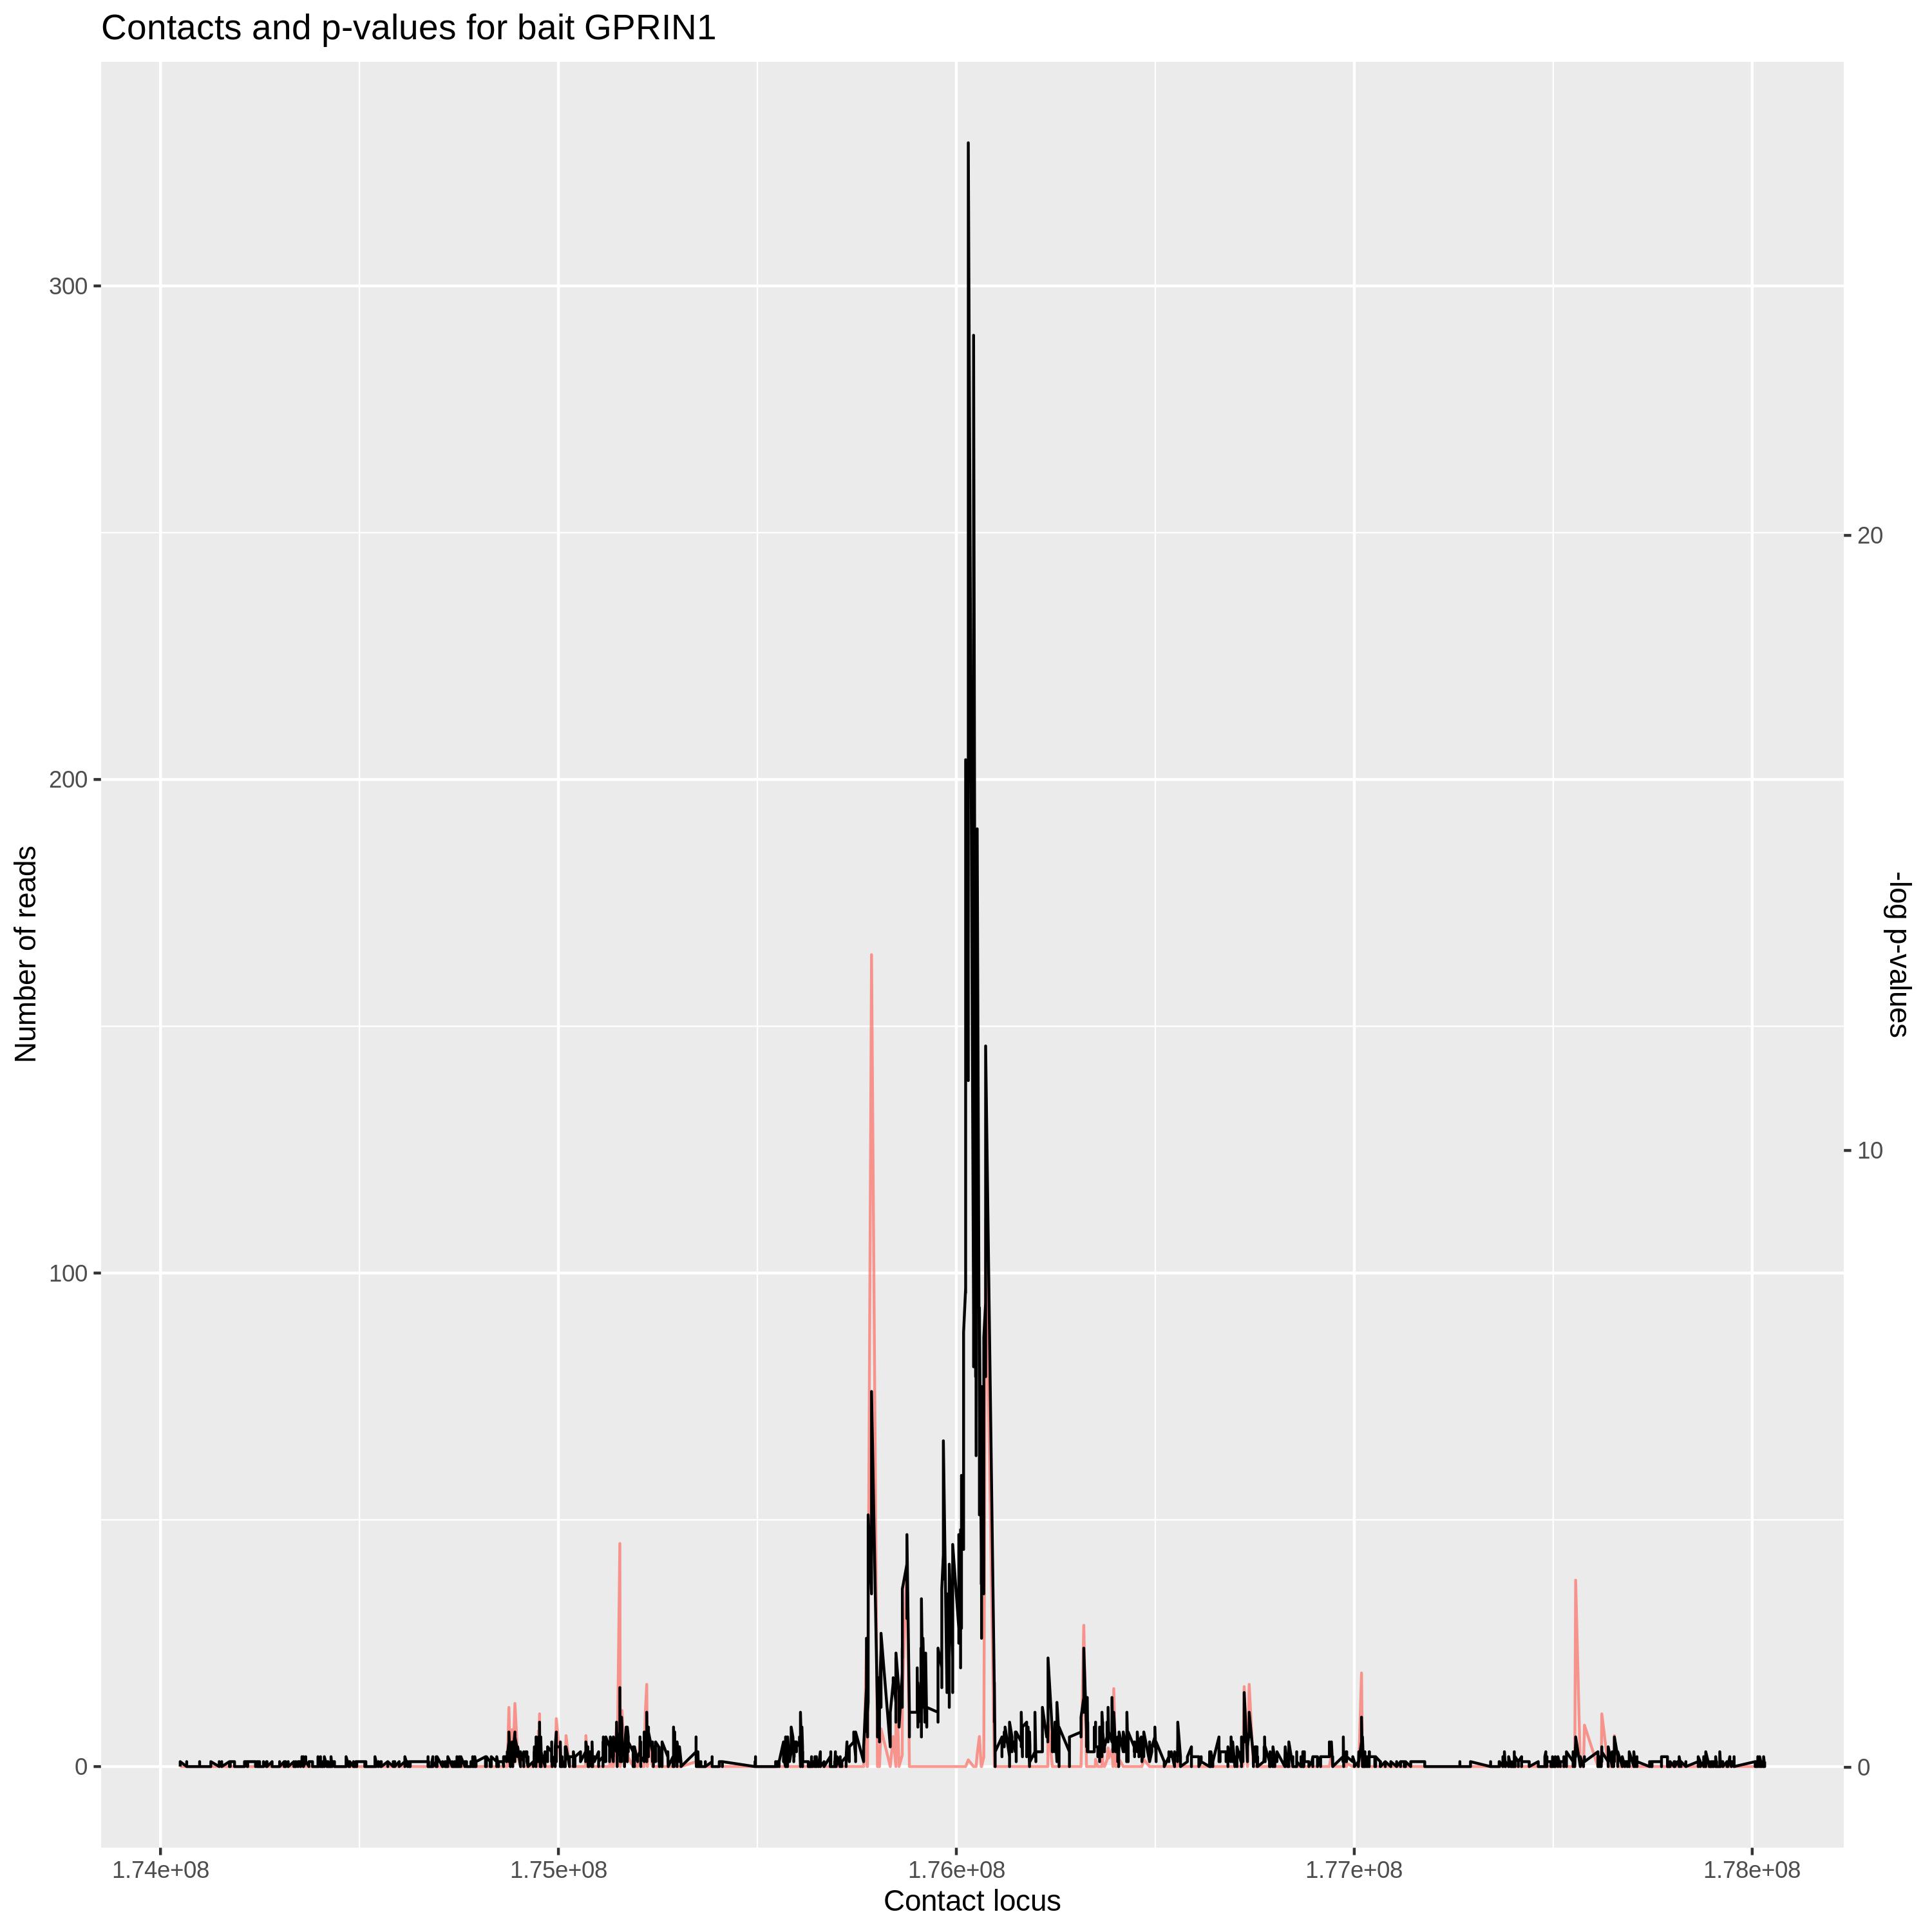 Contacts and p-values for bait GPRIN1
300
200
100
0
Number of reads
20
10
0
-log p-values
1.74e+08 1.75e+08 1.76e+08 1.77e+08 1.78e+08
Contact locus